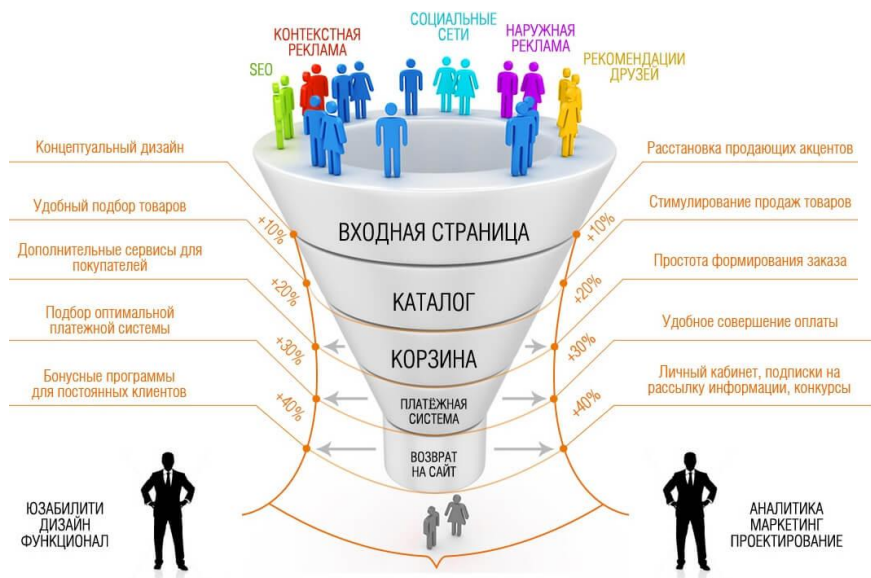 СОЦИАЛЬНЫЕ
СЕТИ
КОНТЕКСТНАЯ
РЕКЛАМА
НАРУЖНАЯ
РЕКЛАМА
SEO
РЕКОМЕНДАЦИИ
ДРУЗЕЙ
Концептуальный дизайн
Расстановка продающих акцентов
Удобный подбор товаров
Стимулирование продаж товаров
+10%
ВХОДНАЯ СТРАНИЦА
+10%
Дополнительные сервисы для
покупателей
Простота формирования заказа
+20%
КАТАЛОГ
+20%
Подбор оптимальной
платежной системы
Удобное совершение оплаты
+30%
КОРЗИНА
+30%
Бонусные программы
для постоянных клиентов
Личный кабинет, подписки на
рассылку информации, конкурсы
+40%
ПЛАТЁЖНАЯ
СИСТЕМА
+40%
ВОЗВРАТ
НА САЙТ
ЮЗАБИЛИТИ
ДИЗАЙН
ФУНКЦИОНАЛ
АНАЛИТИКА
МАРКЕТИНГ
ПРОЕКТИРОВАНИЕ